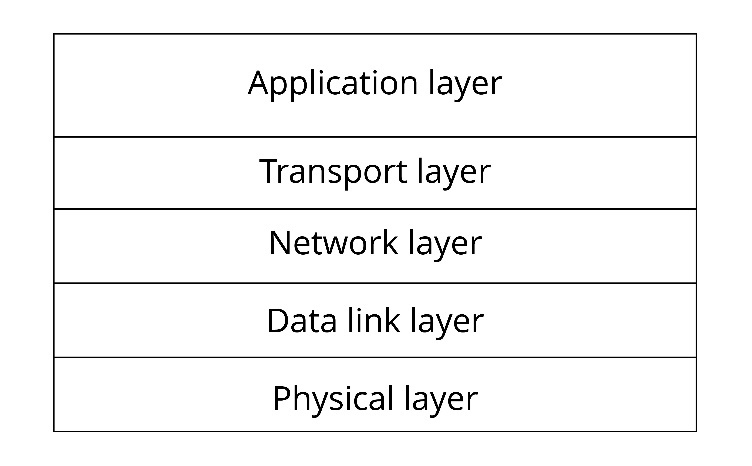 Application layer
Transport layer
Network layer
Data link layer
Physical layer